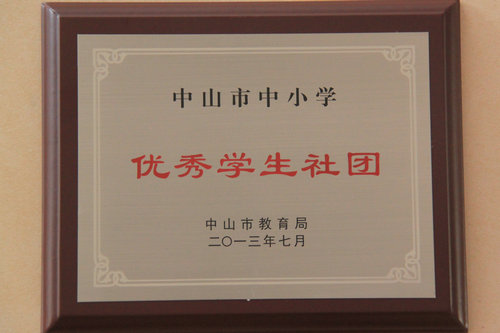 中山市中小学
优秀学生社团
中山市教育局
二〇一三年七月